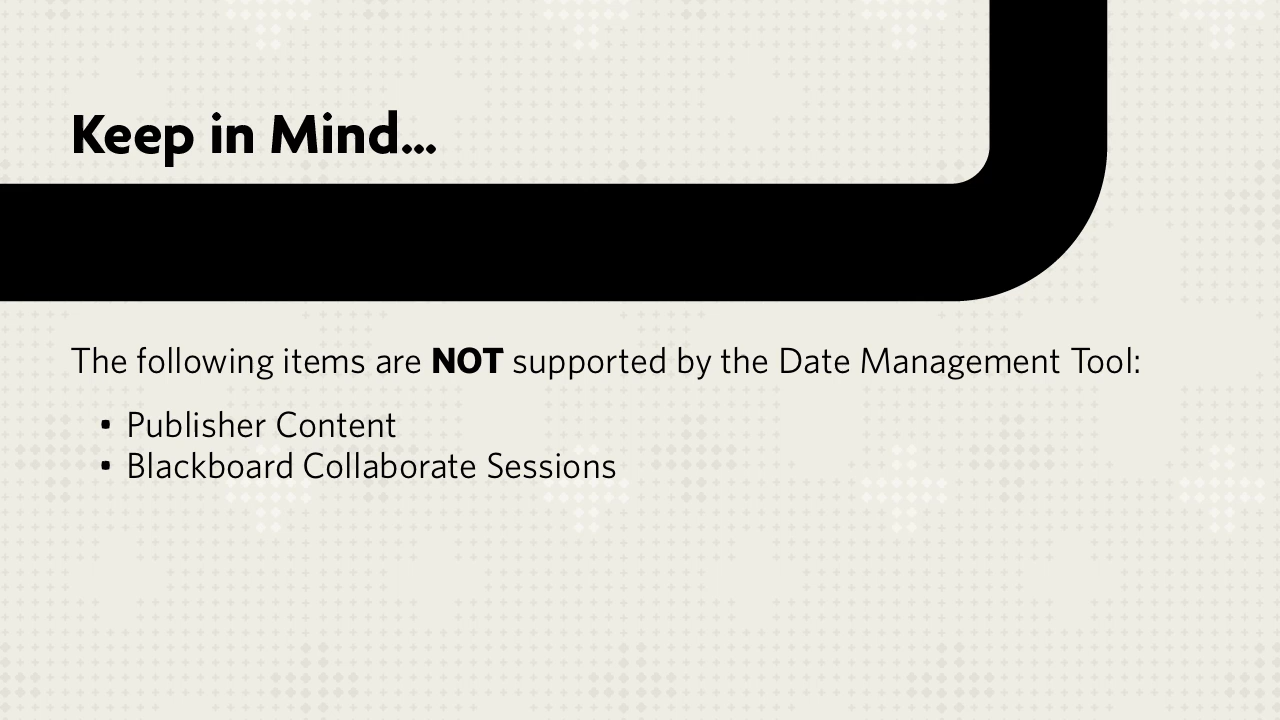 Keep in Mind...
The following items are NOT supported by the Date Management Tool:
• Publisher Content
• Blackboard Collaborate Sessions